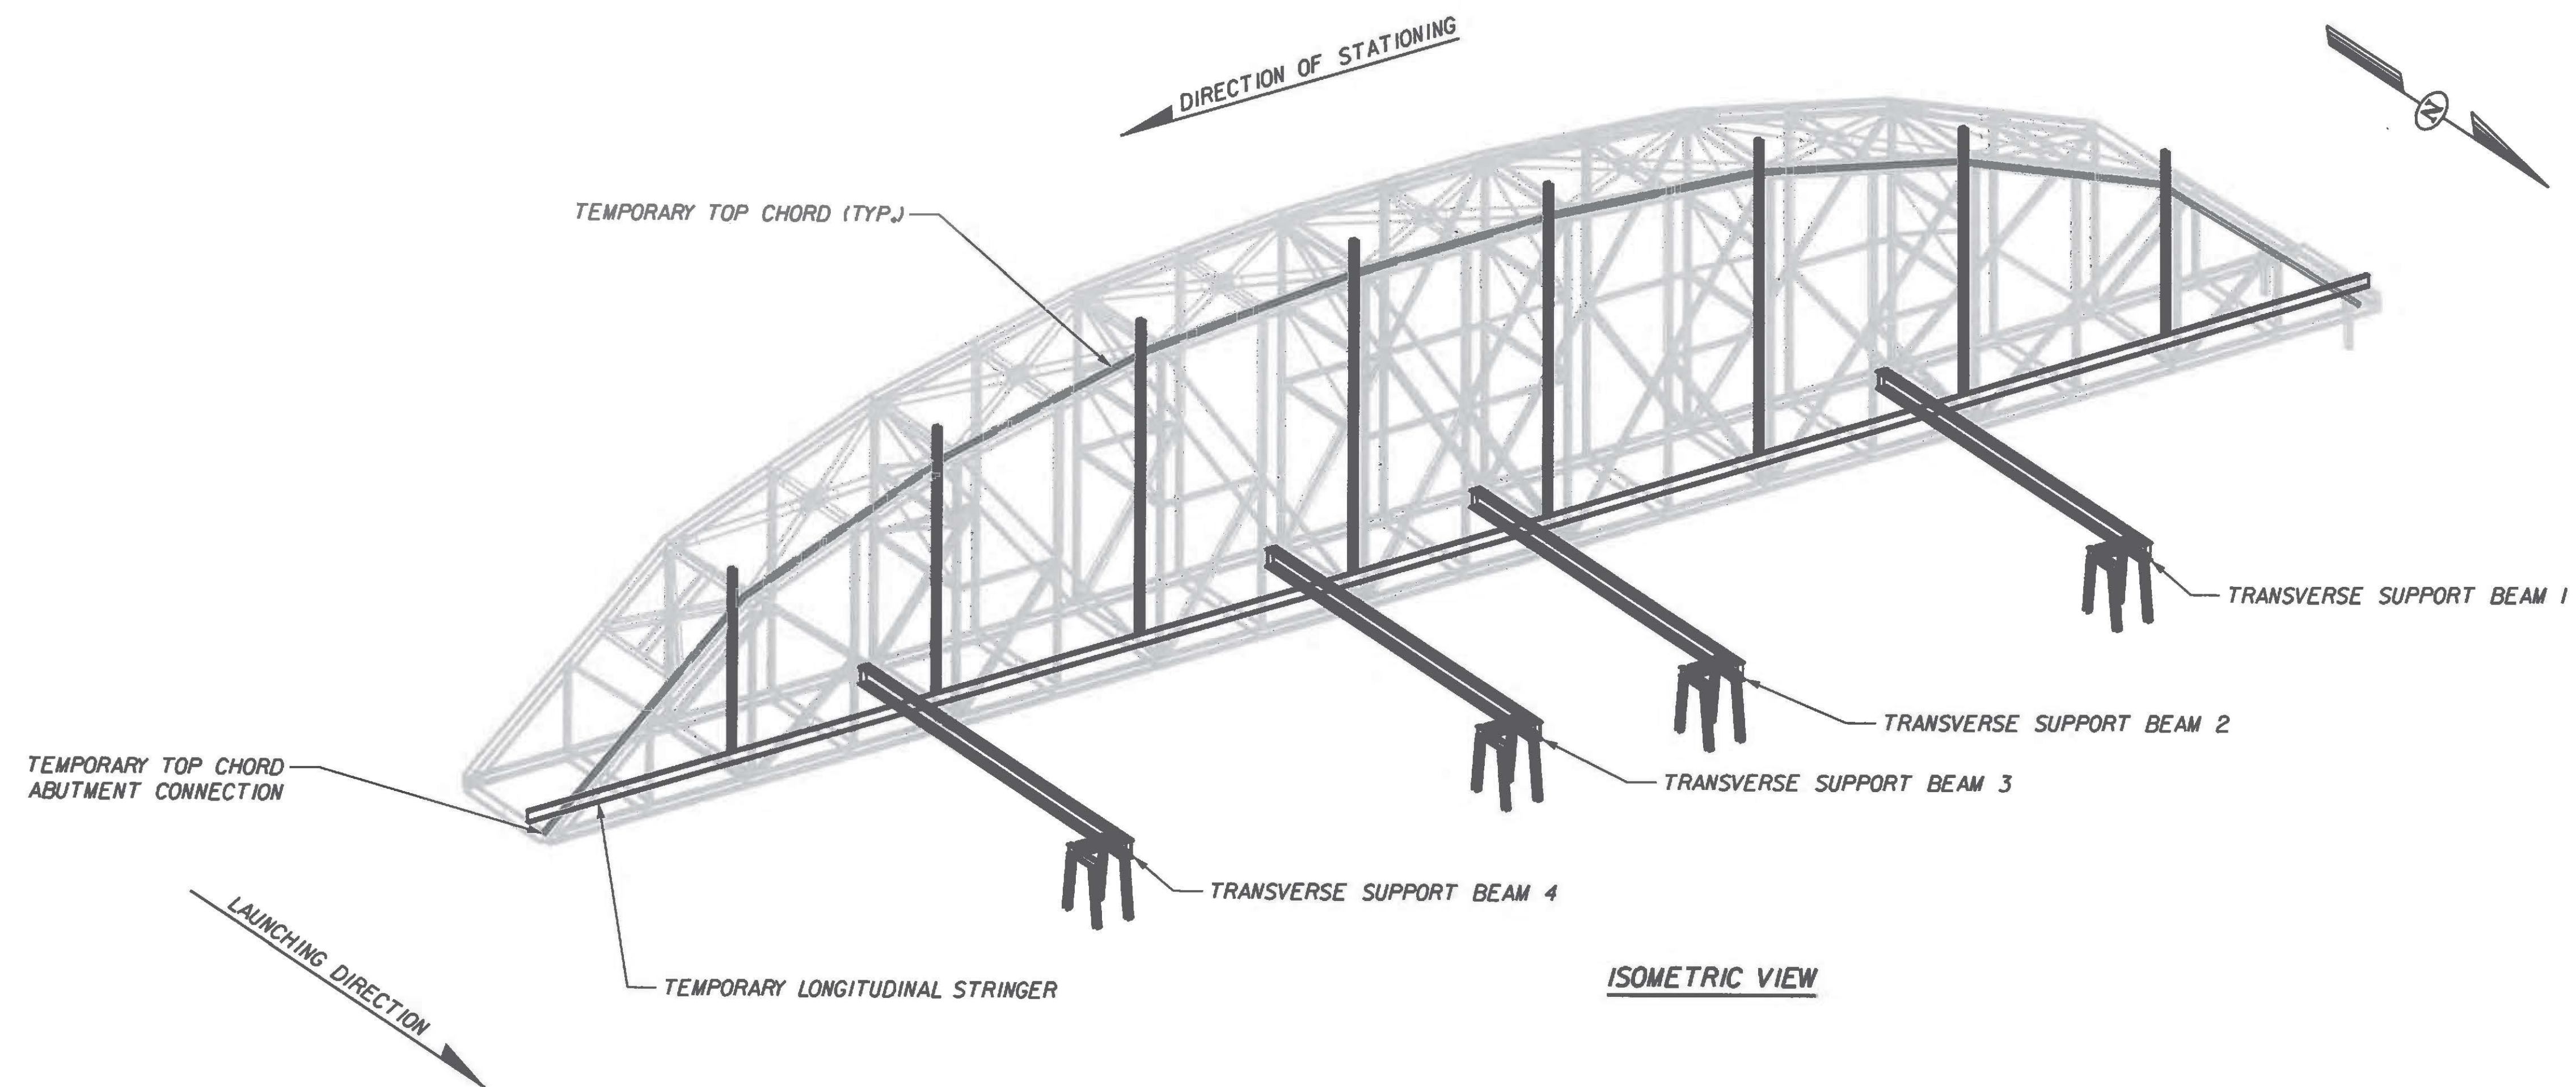 DIRECTION OF STATIONING
N
TEMPORARY TOP CHORD (TYP.)
TRANSVERSE SUPPORT BEAM 1
TRANSVERSE SUPPORT BEAM 2
TEMPORARY TOP CHORD
ABUTMENT CONNECTION
TRANSVERSE SUPPORT BEAM 3
TRANSVERSE SUPPORT BEAM 4
LAUNCHING DIRECTION
TEMPORARY LONGITUDINAL STRINGER
ISOMETRIC VIEW